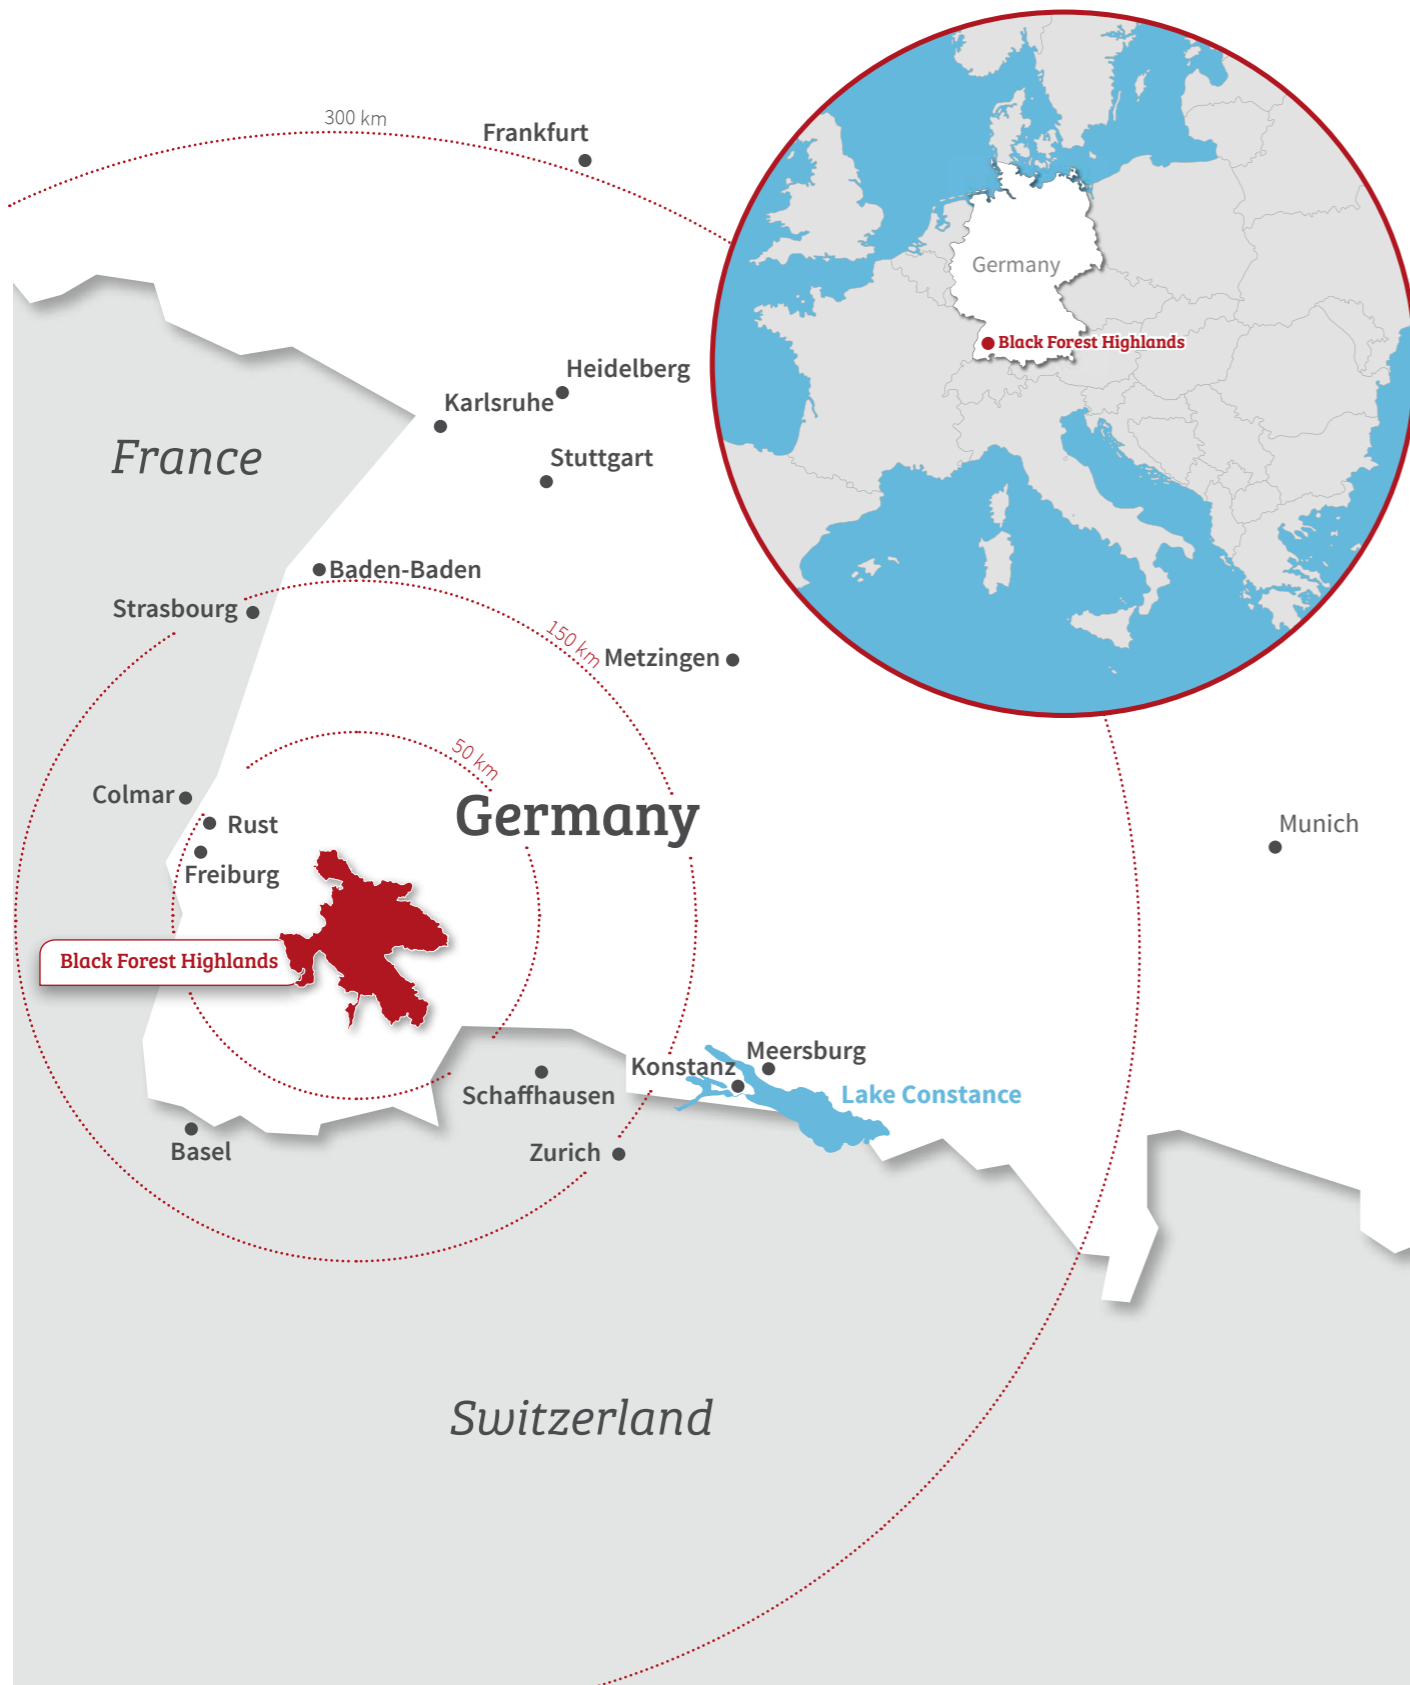 300 km
Frankfurt
Germany
Black Forest Highlands
Heidelberg
Karlsruhe
France
Stuttgart
Baden-Baden
Strasbourg
150 km
Metzingen
50 km
Colmar
Germany
Rust
Munich
Freiburg
Black Forest Highlands
Meersburg
Konstanz
Schaffhausen
Lake Constance
Basel
Zurich
Switzerland